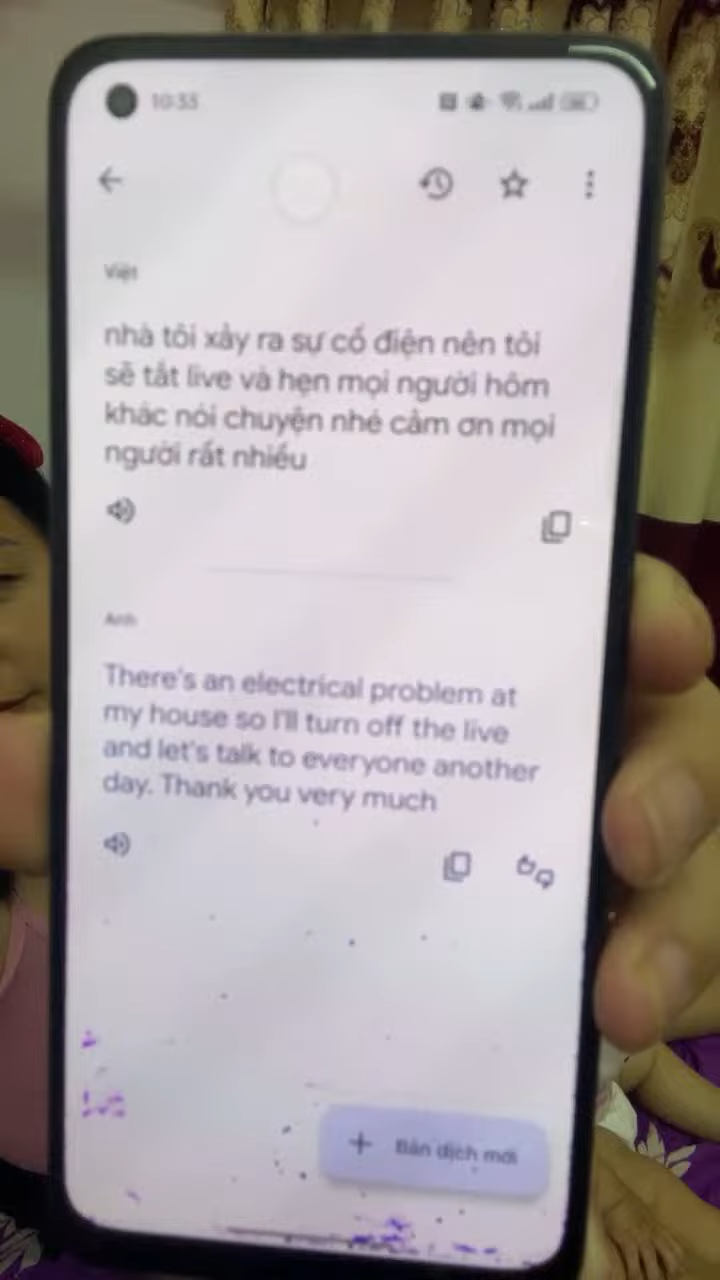 10:33
Việt
nhà tôi xảy ra sự cố điện nên tôi
sẽ tắt live và hẹn mọi người hôm
khác nói chuyện nhé cảm ơn mọi
người rất nhiều
Anh
There's an electrical problem at
my house so I'll turn off the live
and let's talk to everyone another
day. Thank you very much
+ Bản dịch mới